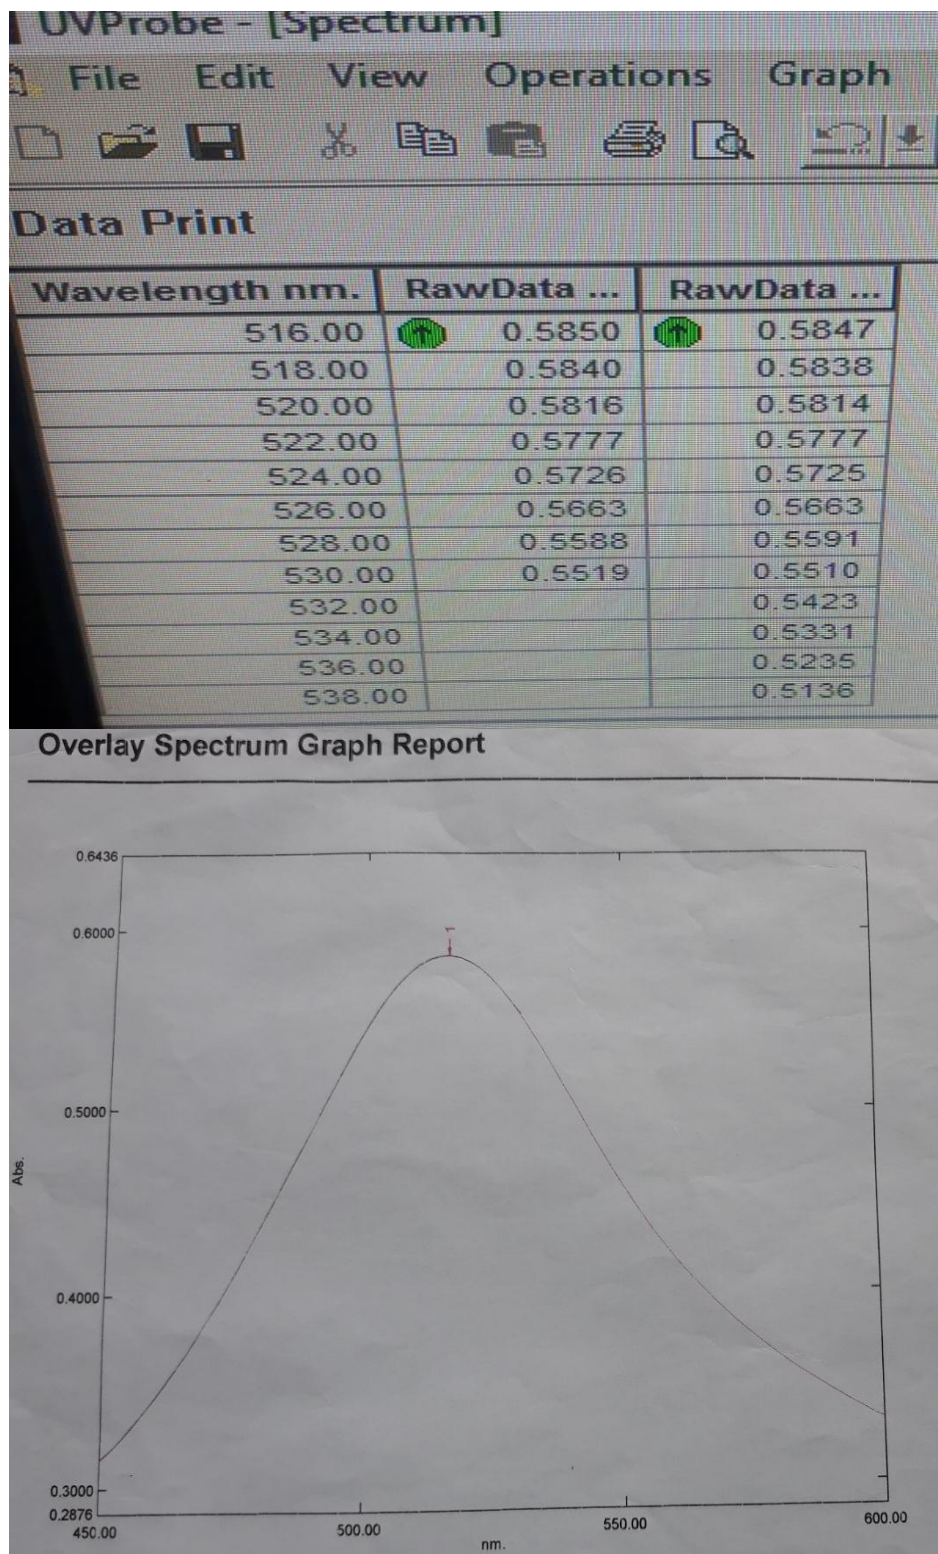 UVProbe - [Spectrum]
File Edit View Operations Graph
Data Print
Wavelength nm. RawData ... RawData ...
516.00 0.5850 0.5847
518.00 0.5840 0.5838
520.00 0.5816 0.5814
522.00 0.5777 0.5777
524.00 0.5726 0.5725
526.00 0.5663 0.5663
528.00 0.5588 0.5591
530.00 0.5519 0.5510
532.00 0.5423
534.00 0.5331
536.00 0.5235
538.00 0.5136
Overlay Spectrum Graph Report
0.6436
0.6000
1
0.5000
Abs.
0.4000
0.3000
0.2876
450.00 500.00 550.00 600.00
nm.